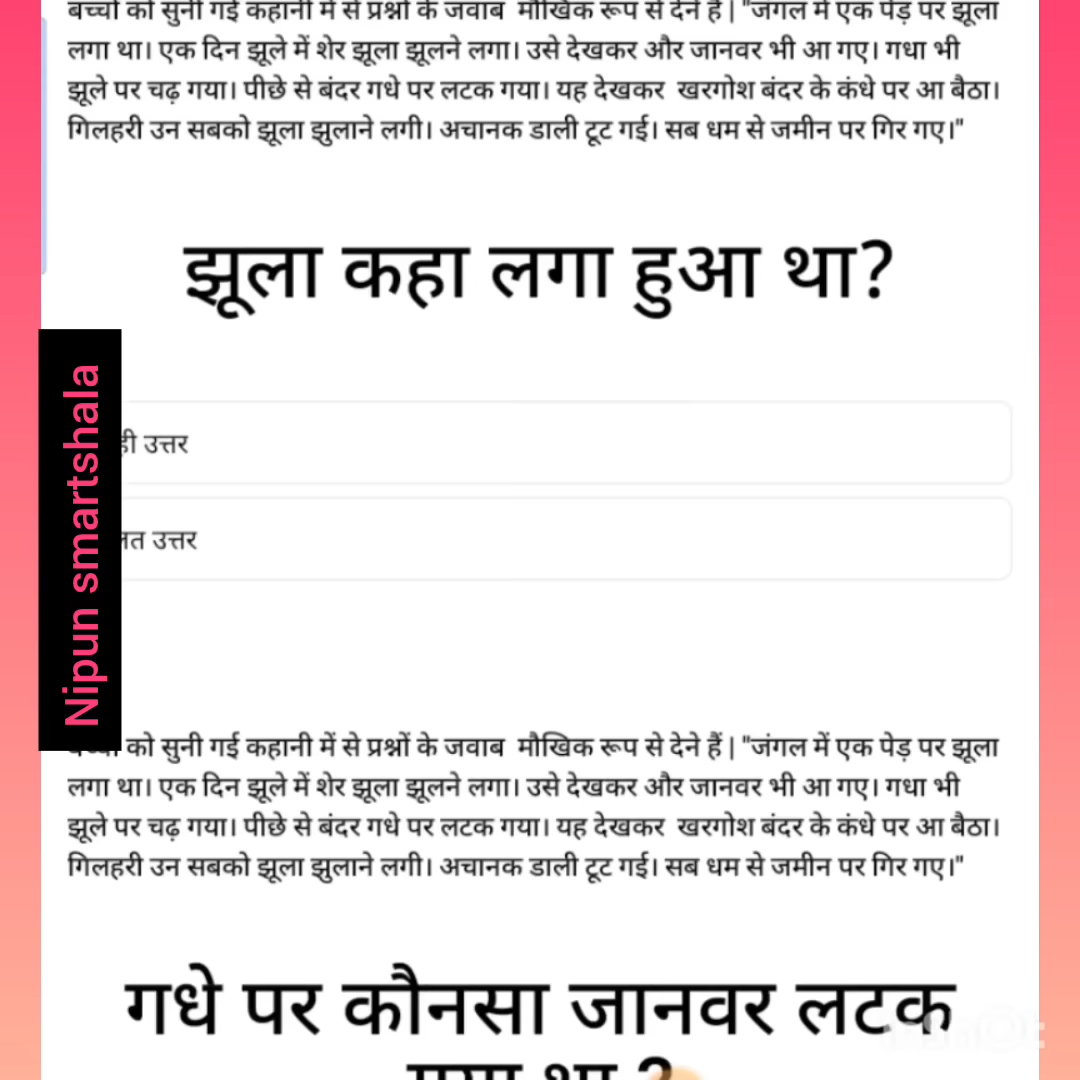 बच्चों को सुनी गई कहानी में से प्रश्नों के जवाब मौखिक रूप से देने हैं | "जंगल में एक पेड़ पर झूला
लगा था। एक दिन झूले में शेर झूला झूलने लगा। उसे देखकर और जानवर भी आ गए। गधा भी
झूले पर चढ़ गया। पीछे से बंदर गधे पर लटक गया। यह देखकर खरगोश बंदर के कंधे पर आ बैठा।
गिलहरी उन सबको झूला झुलाने लगी। अचानक डाली टूट गई। सब धम से जमीन पर गिर गए।"
झूला कहा लगा हुआ था?
ही उत्तर
लत उत्तर
Nipun smartshala
को सुनी गई कहानी में से प्रश्नों के जवाब मौखिक रूप से देने हैं | "जंगल में एक पेड़ पर झूला
लगा था। एक दिन झूले में शेर झूला झूलने लगा। उसे देखकर और जानवर भी आ गए। गधा भी
झूले पर चढ़ गया। पीछे से बंदर गधे पर लटक गया। यह देखकर खरगोश बंदर के कंधे पर आ बैठा।
गिलहरी उन सबको झूला झुलाने लगी। अचानक डाली टूट गई। सब धम से जमीन पर गिर गए।"
गधे पर कौनसा जानवर लटक
गया था ?